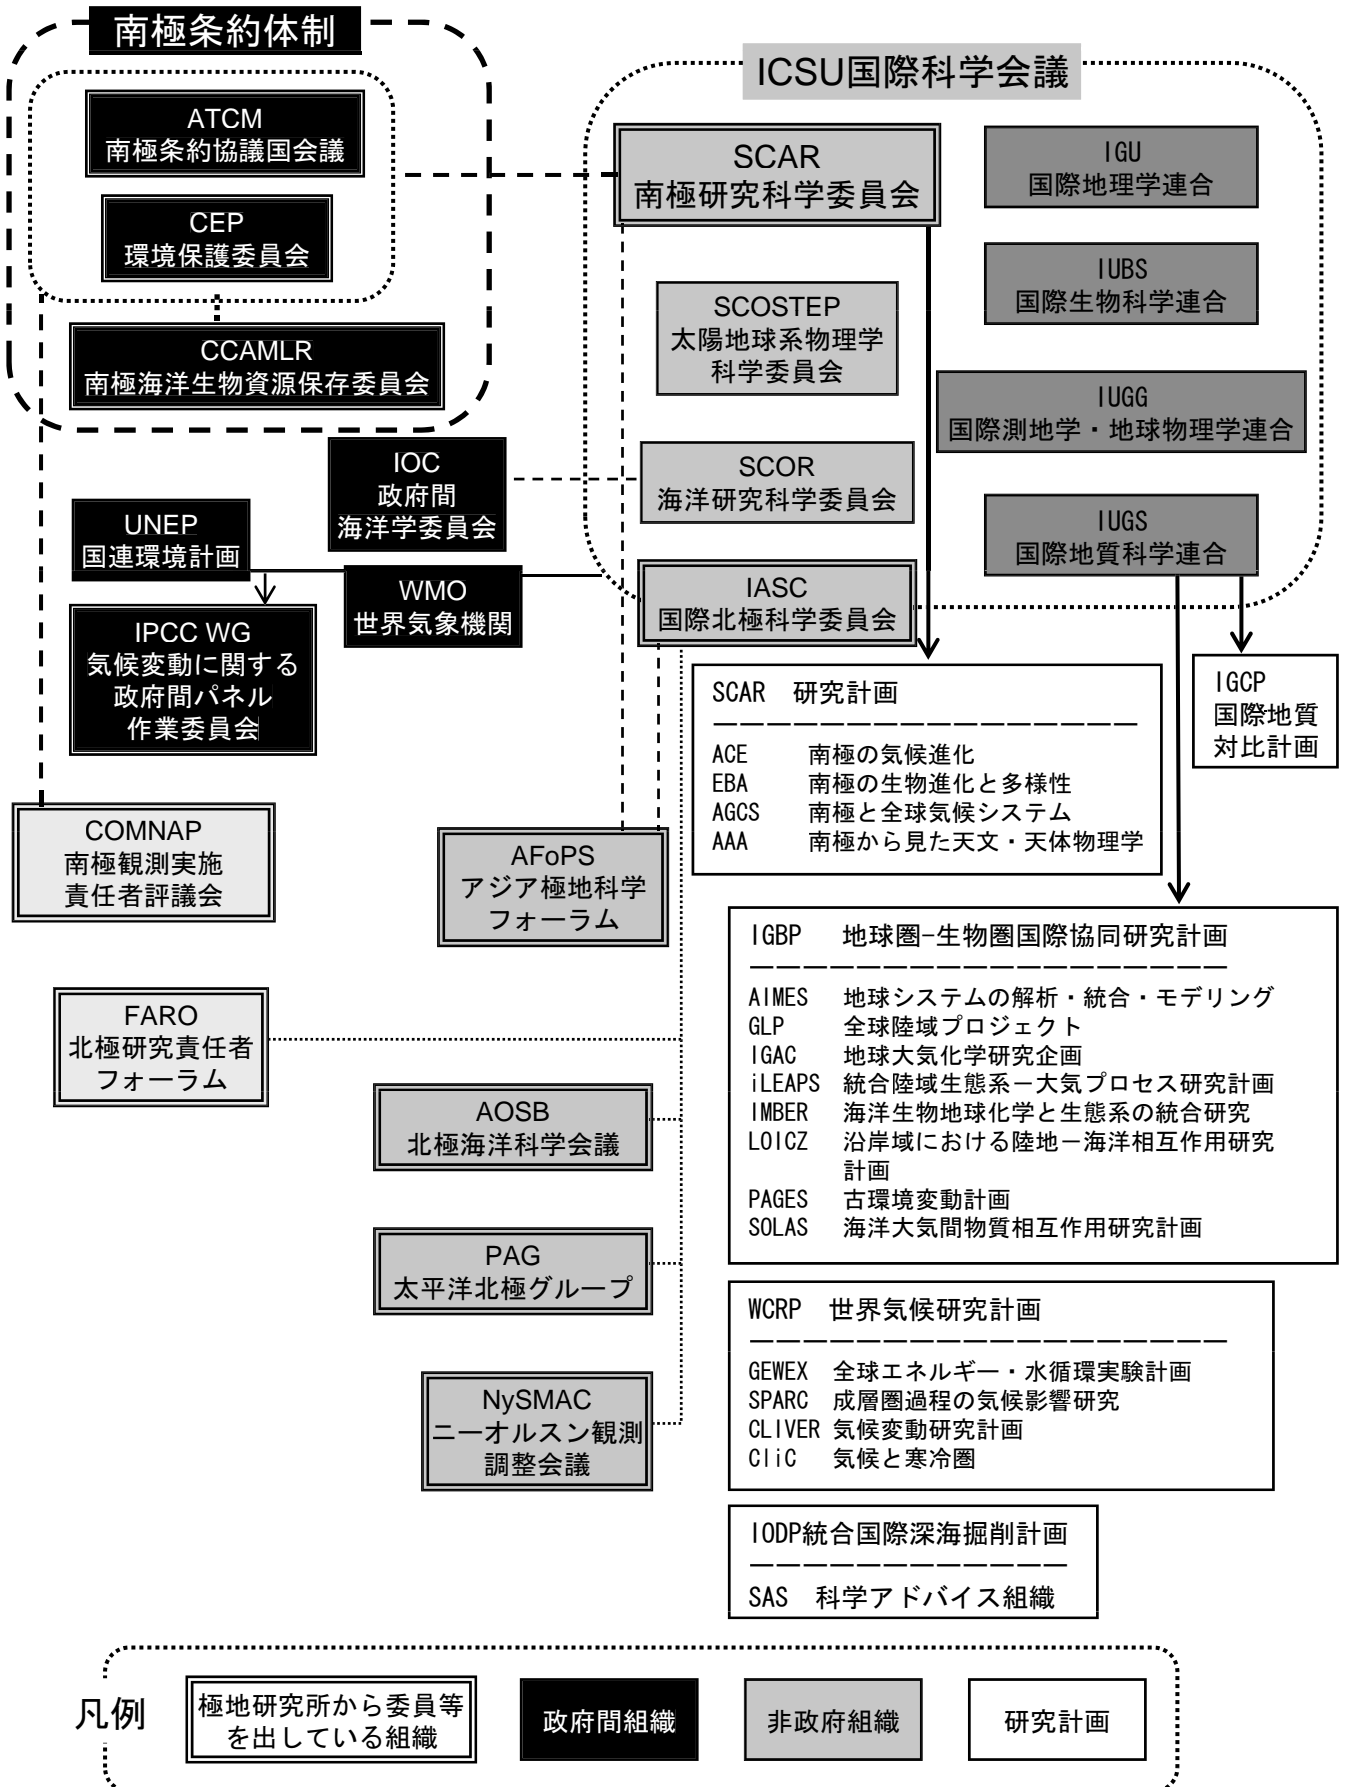 南極条約体制
ATCM
南極条約協議国会議
CEP
環境保護委員会
CCAMLR
南極海洋生物資源保存委員会
ICSU国際科学会議
SCAR
南極研究科学委員会
IGU
国際地理学連合
IUBS
国際生物科学連合
SCOSTEP
太陽地球系物理学
科学委員会
IUGG
国際測地学・地球物理学連合
IOC
政府間
海洋学委員会
SCOR
海洋研究科学委員会
IUGS
国際地質科学連合
UNEP
国連環境計画
WMO
世界気象機関
IASC
国際北極科学委員会
IPCC WG
気候変動に関する
政府間パネル
作業委員会
IGCP
国際地質
対比計画
SCAR 研究計画
ACE 南極の気候進化
EBA 南極の生物進化と多様性
AGCS 南極と全球気候システム
AAA 南極から見た天文・天体物理学
COMNAP
南極観測実施
責任者評議会
AFoPS
アジア極地科学
フォーラム
IGBP 地球圏-生物圏国際協同研究計画
AIMES 地球システムの解析・統合・モデリング
GLP 全球陸域プロジェクト
IGAC 地球大気化学研究企画
iLEAPS 統合陸域生態系－大気プロセス研究計画
IMBER 海洋生物地球化学と生態系の統合研究
LOICZ 沿岸域における陸地－海洋相互作用研究
計画
PAGES 古環境変動計画
SOLAS 海洋大気間物質相互作用研究計画
FARO
北極研究責任者
フォーラム
AOSB
北極海洋科学会議
PAG
太平洋北極グループ
NySMAC
ニーオルスン観測
調整会議
WCRP 世界気候研究計画
GEWEX 全球エネルギー・水循環実験計画
SPARC 成層圏過程の気候影響研究
CLIVER 気候変動研究計画
CliC 気候と寒冷圏
IODP統合国際深海掘削計画
SAS 科学アドバイス組織
凡例
極地研究所から委員等
を出している組織
政府間組織
非政府組織
研究計画